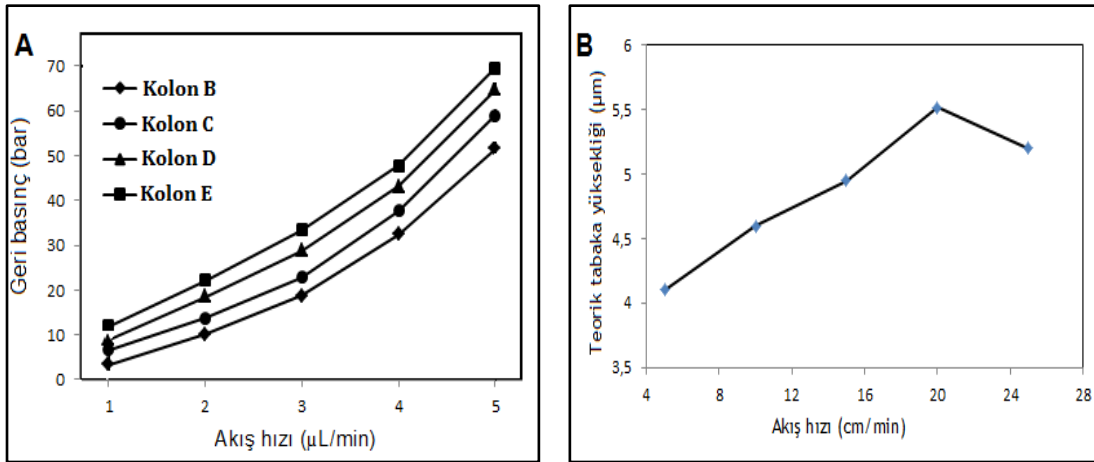 A
Geri basınç (bar)
70
60
50
40
30
20
10
0
Kolon B
Kolon C
Kolon D
Kolon E
1 2 3 4 5
Akış hızı (µL/min)
B
Teorik tabaka yüksekliği (µm)
6
5,5
5
4,5
4
3,5
4 8 12 16 20 24 28
Akış hızı (cm/min)